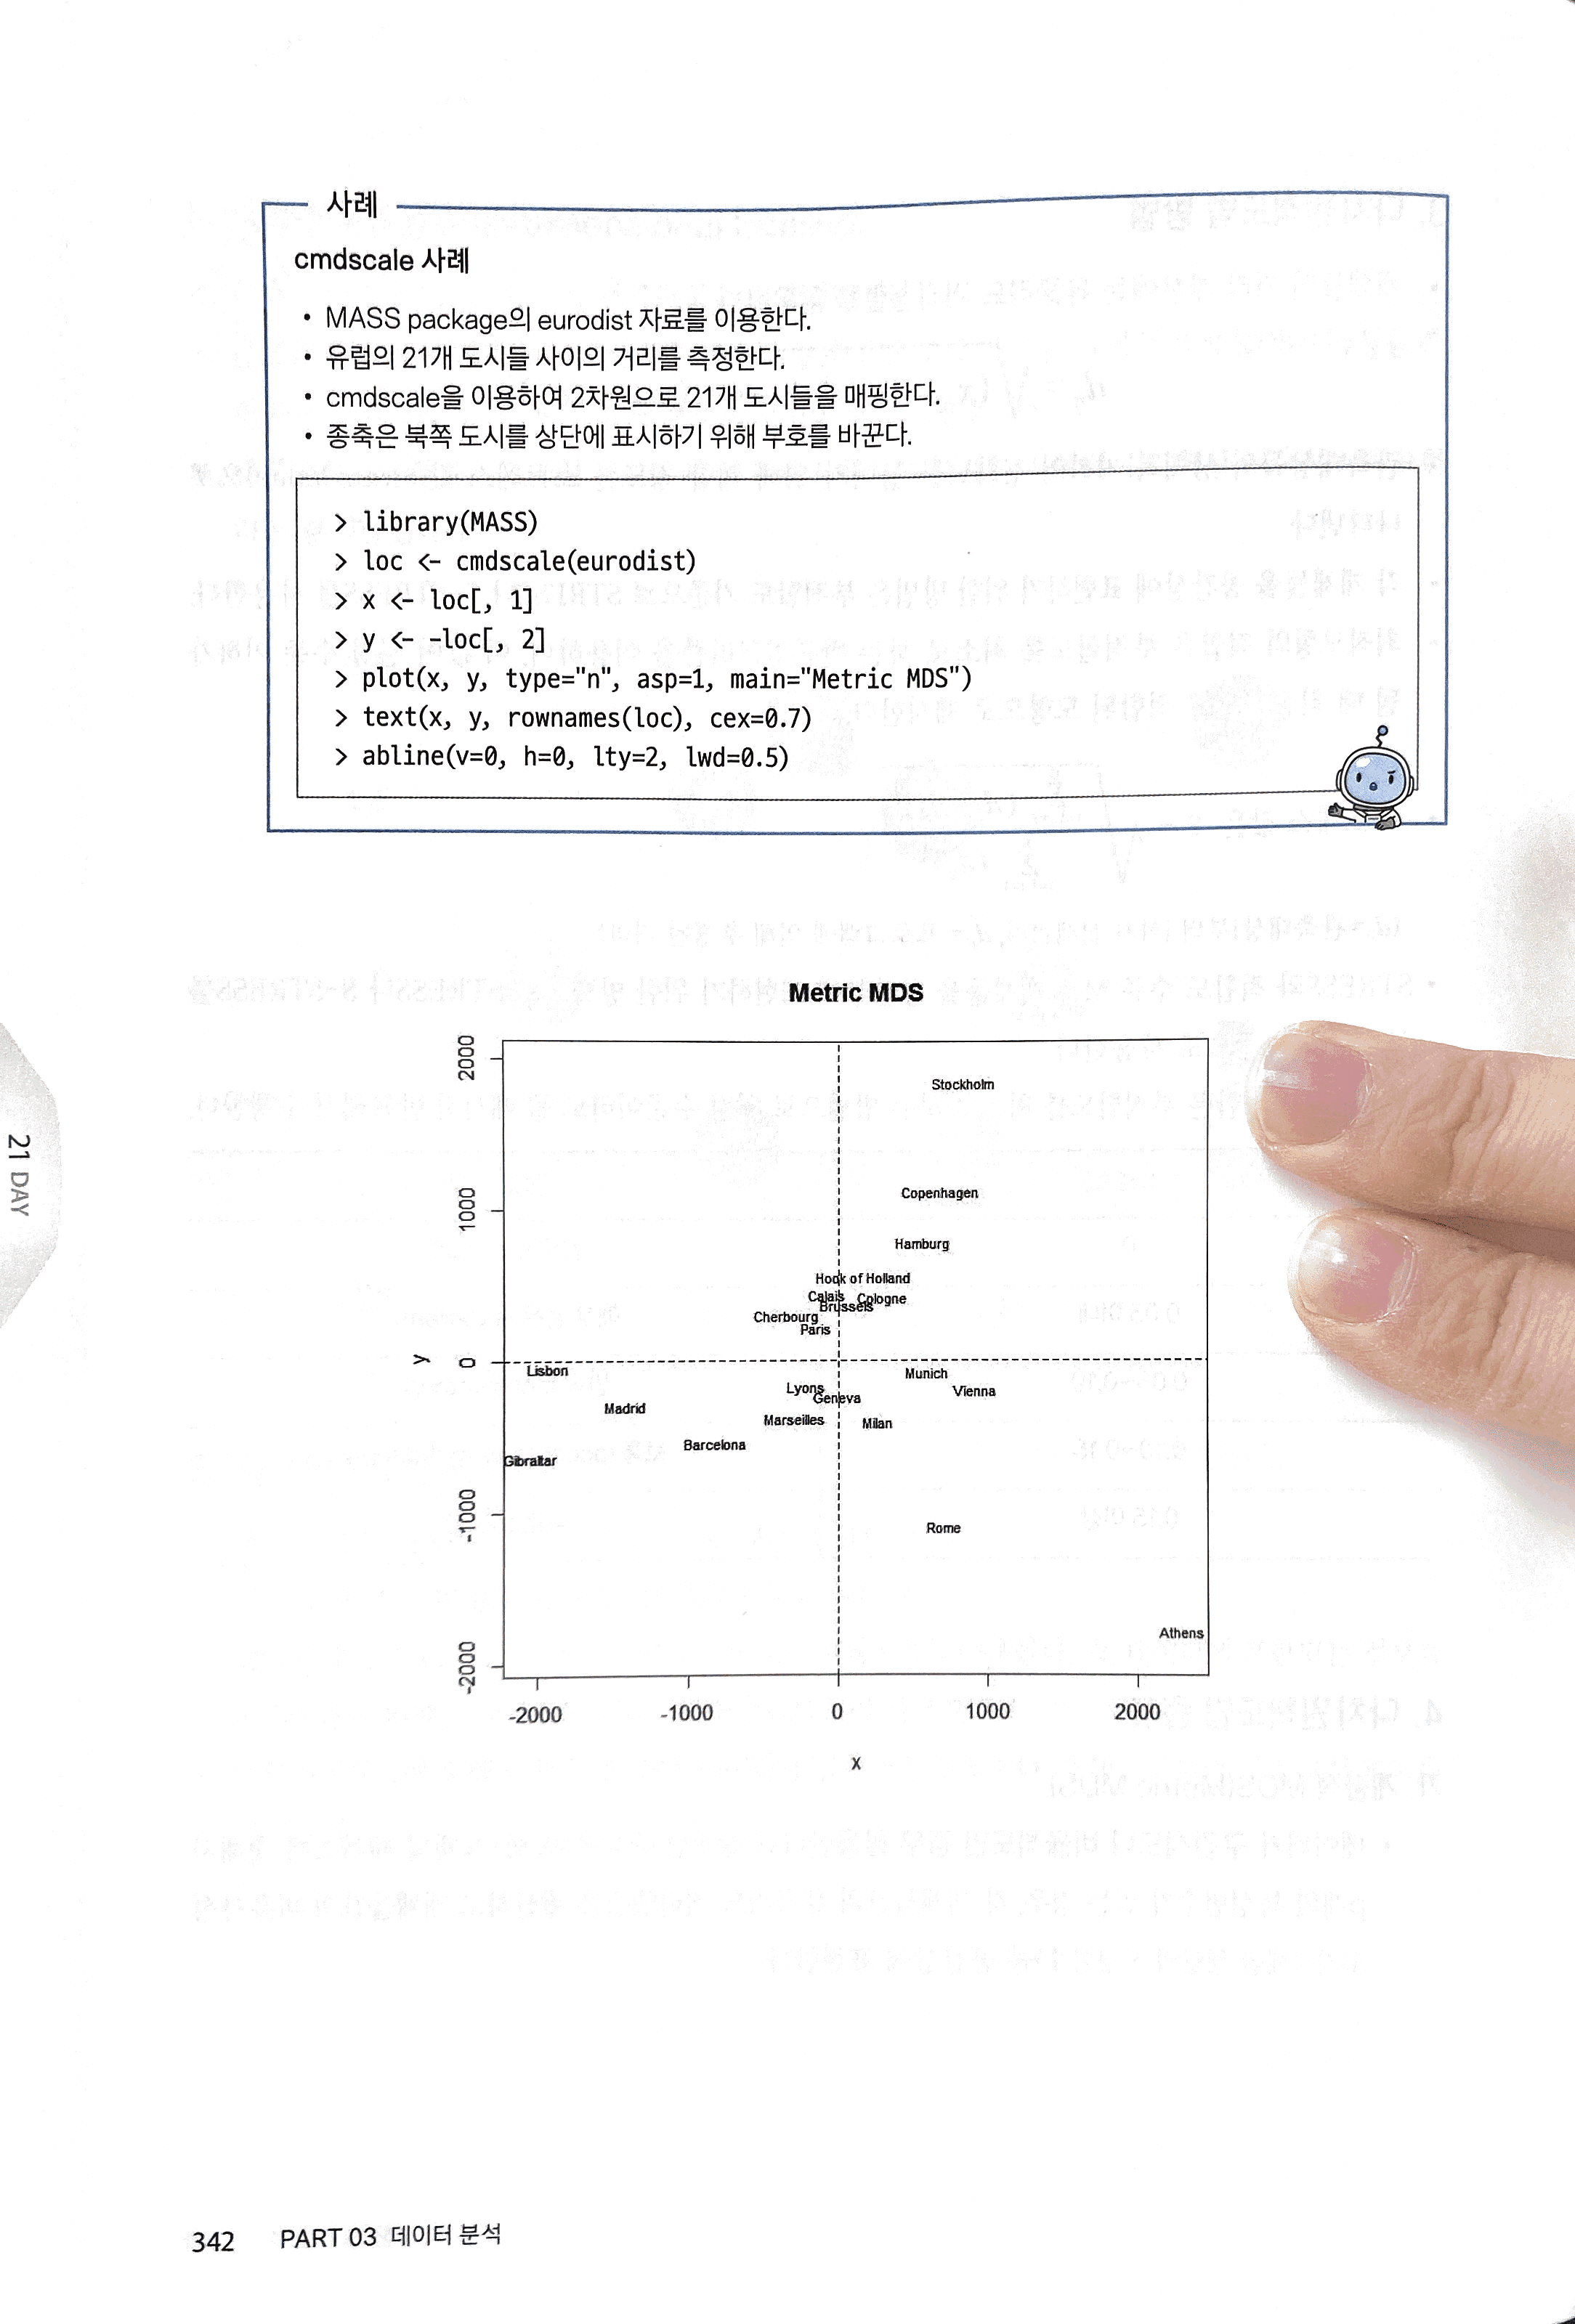 사례
cmdscale 사례
• MASS package의 eurodist 자료를 이용한다.
• 유럽의 21개 도시들 사이의 거리를 측정한다.
• cmdscale을 이용하여 2차원으로 21개 도시들을 매핑한다.
• 종축은 북쪽 도시를 상단에 표시하기 위해 부호를 바꾼다.
> library(MASS)
> loc <- cmdscale(eurodist)
> x <- loc[, 1]
> y <- -loc[, 2]
> plot(x, y, type="n", asp=1, main="Metric MDS")
> text(x, y, rownames(loc), cex=0.7)
> abline(v=0, h=0, lty=2, lwd=0.5)
Metric MDS
2000
Stockholm
1000
Copenhagen
Hamburg
Hook of Holland
Calais
Cologne
Brussels
Cherbourg
Paris
y
0
Lisbon
Munich
Lyons
Vienna
Geneva
Madrid
Marseilles
Milan
Barcelona
Gibraltar
-1000
Rome
Athens
-2000
-2000 -1000 0 1000 2000
x
21 DAY
342 PART 03 데이터 분석